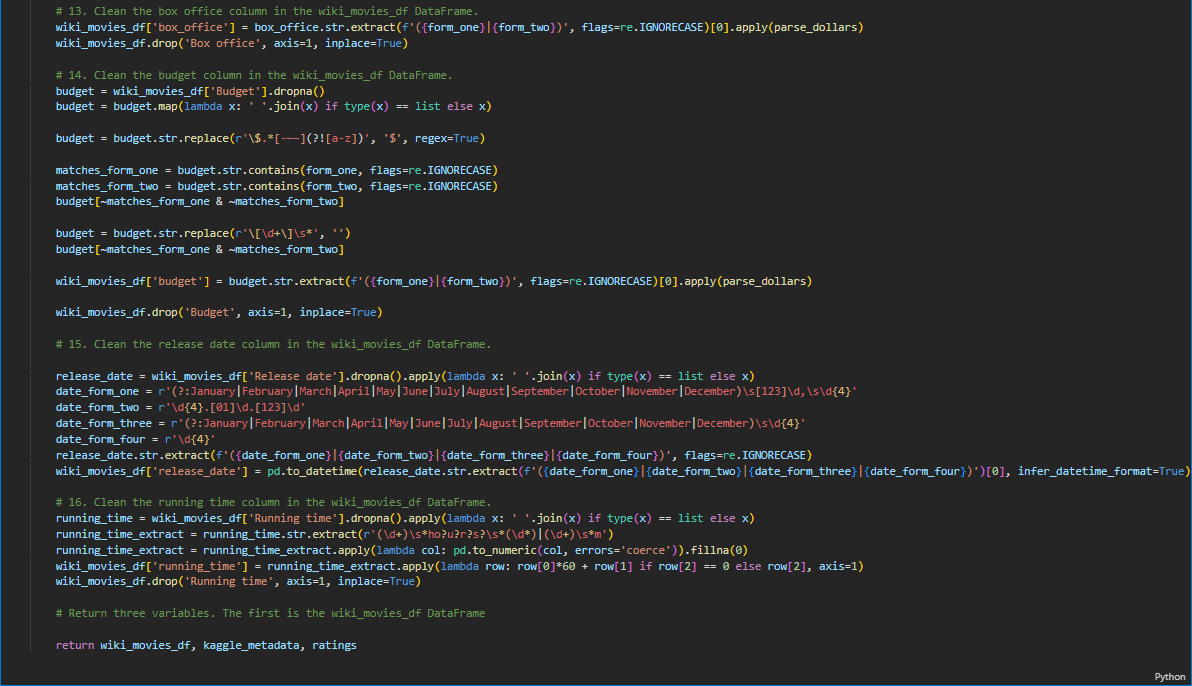 # 13. Clean the box office column in the wiki_movies_df DataFrame.
wiki_movies_df['box_office'] = box_office.str.extract(f'({form_one}|{form_two})', flags=re.IGNORECASE)[0].apply(parse_dollars)
wiki_movies_df.drop('Box office', axis=1, inplace=True)
# 14. Clean the budget column in the wiki_movies_df DataFrame.
budget = wiki_movies_df['Budget'].dropna()
budget = budget.map(lambda x: ' '.join(x) if type(x) == list else x)
budget = budget.str.replace(r'\$.*[-—–](?![a-z])', '$', regex=True)
matches_form_one = budget.str.contains(form_one, flags=re.IGNORECASE)
matches_form_two = budget.str.contains(form_two, flags=re.IGNORECASE)
budget[~matches_form_one & ~matches_form_two]
budget = budget.str.replace(r'\[\d+\]\s*', '')
budget[~matches_form_one & ~matches_form_two]
wiki_movies_df['budget'] = budget.str.extract(f'({form_one}|{form_two})', flags=re.IGNORECASE)[0].apply(parse_dollars)
wiki_movies_df.drop('Budget', axis=1, inplace=True)
# 15. Clean the release date column in the wiki_movies_df DataFrame.
release_date = wiki_movies_df['Release date'].dropna().apply(lambda x: ' '.join(x) if type(x) == list else x)
date_form_one = r'(?:January|February|March|April|May|June|July|August|September|October|November|December)\s[123]\d,\s\d{4}'
date_form_two = r'\d{4}.[01]\d.[123]\d'
date_form_three = r'(?:January|February|March|April|May|June|July|August|September|October|November|December)\s\d{4}'
date_form_four = r'\d{4}'
release_date.str.extract(f'({date_form_one}|{date_form_two}|{date_form_three}|{date_form_four})', flags=re.IGNORECASE)
wiki_movies_df['release_date'] = pd.to_datetime(release_date.str.extract(f'({date_form_one}|{date_form_two}|{date_form_three}|{date_form_four})')[0], infer_datetime_format=True)
# 16. Clean the running time column in the wiki_movies_df DataFrame.
running_time = wiki_movies_df['Running time'].dropna().apply(lambda x: ' '.join(x) if type(x) == list else x)
running_time_extract = running_time.str.extract(r'(\d+)\s*ho?u?r?s?\s*(\d*)|(\d+)\s*m')
running_time_extract = running_time_extract.apply(lambda col: pd.to_numeric(col, errors='coerce')).fillna(0)
wiki_movies_df['running_time'] = running_time_extract.apply(lambda row: row[0]*60 + row[1] if row[2] == 0 else row[2], axis=1)
wiki_movies_df.drop('Running time', axis=1, inplace=True)
# Return three variables. The first is the wiki_movies_df DataFrame
return wiki_movies_df, kaggle_metadata, ratings
Python